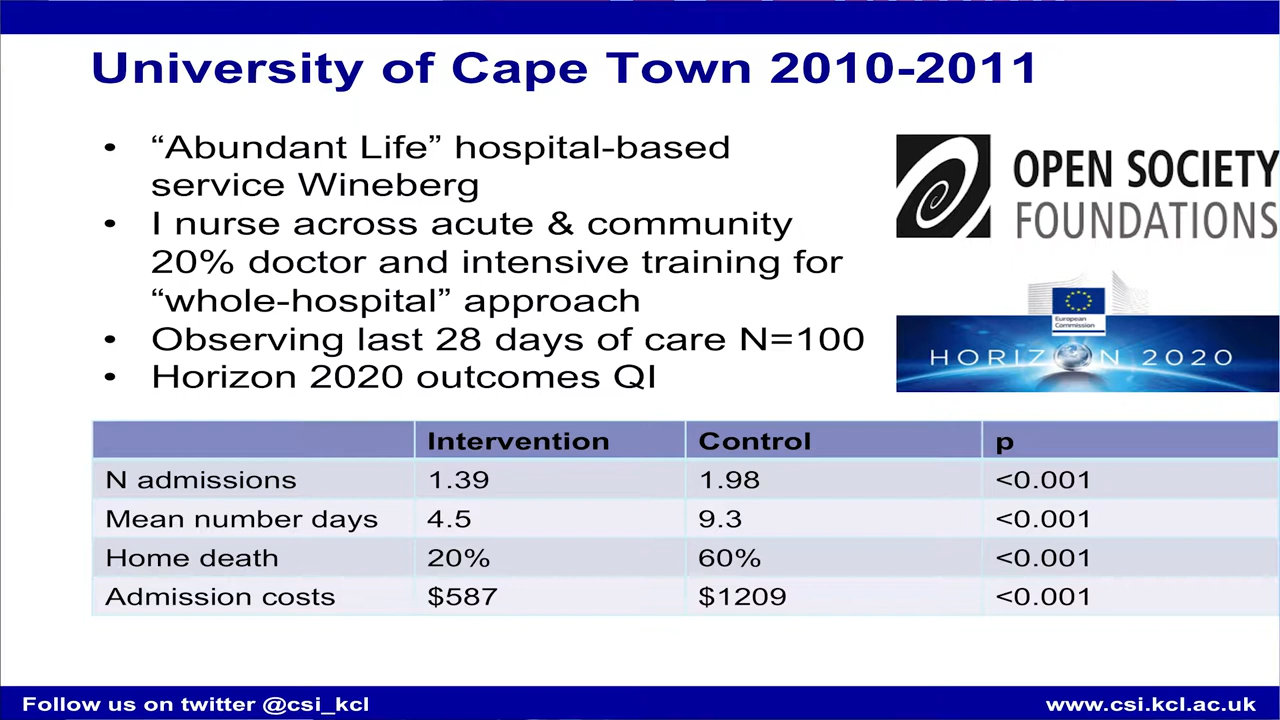 University of Cape Town 2010-2011
• “Abundant Life” hospital-based
service Wineberg
• I nurse across acute & community
20% doctor and intensive training for
“whole-hospital” approach
• Observing last 28 days of care N=100
• Horizon 2020 outcomes QI
OPEN SOCIETY
FOUNDATIONS
European
Commission
HORIZON 2020
Intervention Control p
N admissions 1.39 1.98 <0.001
Mean number days 4.5 9.3 <0.001
Home death 20% 60% <0.001
Admission costs $587 $1209 <0.001
Follow us on twitter @csi_kcl www.csi.kcl.ac.uk